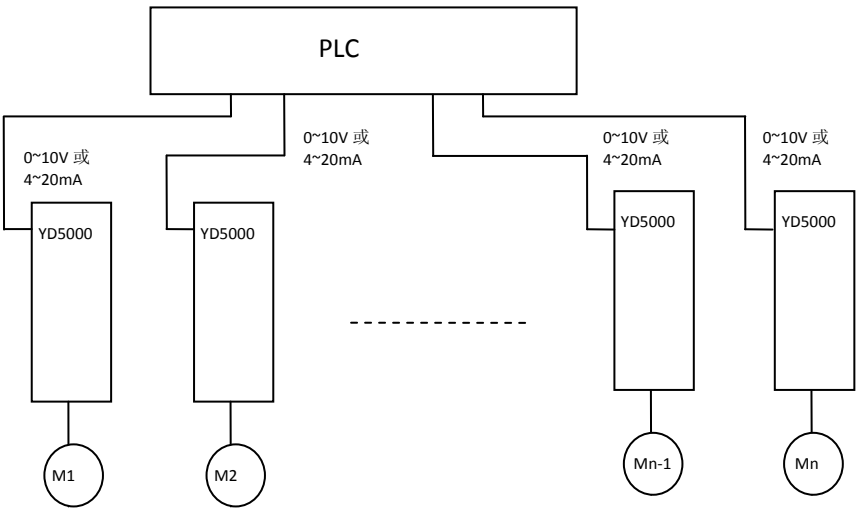 PLC
0~10V 或
4~20mA
0~10V 或
4~20mA
0~10V 或
4~20mA
0~10V 或
4~20mA
YD5000
YD5000
YD5000
YD5000
M1
M2
Mn-1
Mn